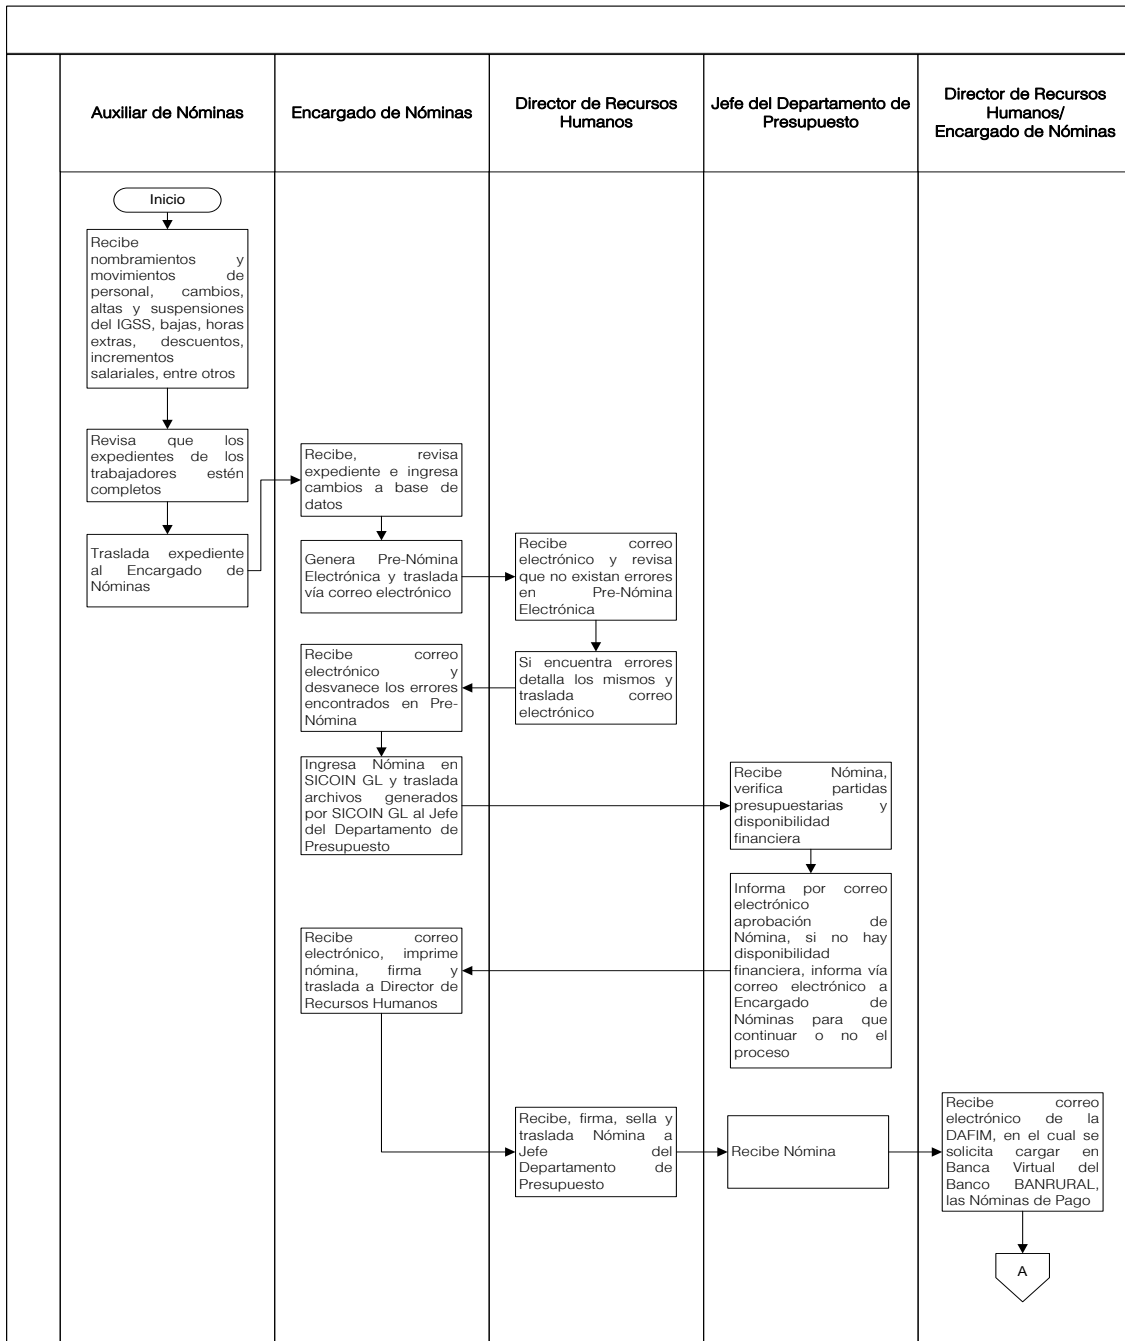 Auxiliar de Nóminas
Encargado de Nóminas
Director de Recursos
Humanos
Jefe del Departamento de
Presupuesto
Director de Recursos
Humanos/
Encargado de Nóminas
Inicio
Recibe
nombramientos y
movimientos de
personal, cambios,
altas y suspensiones
del IGSS, bajas, horas
extras, descuentos,
incrementos
salariales, entre otros
Revisa que los
expedientes de los
trabajadores estén
completos
Traslada expediente
al Encargado de
Nóminas
Recibe, revisa
expediente e ingresa
cambios a base de
datos
Genera Pre-Nómina
Electrónica y traslada
vía correo electrónico
Recibe correo
electrónico y revisa
que no existan errores
en Pre-Nómina
Electrónica
Si encuentra errores
detalla los mismos y
traslada correo
electrónico
Recibe correo
electrónico y
desvanece los errores
encontrados en Pre-
Nómina
Ingresa Nómina en
SICOIN GL y traslada
archivos generados
por SICOIN GL al Jefe
del Departamento de
Presupuesto
Recibe Nómina,
verifica partidas
presupuestarias y
disponibilidad
financiera
Informa por correo
electrónico
aprobación de
Nómina, si no hay
disponibilidad
financiera, informa vía
correo electrónico a
Encargado de
Nóminas para que
continuar o no el
proceso
Recibe correo
electrónico, imprime
nómina, firma y
traslada a Director de
Recursos Humanos
Recibe, firma, sella y
traslada Nómina a
Jefe del
Departamento de
Presupuesto
Recibe Nómina
Recibe correo
electrónico de la
DAFIM, en el cual se
solicita cargar en
Banca Virtual del
Banco BANRURAL,
las Nóminas de Pago
A